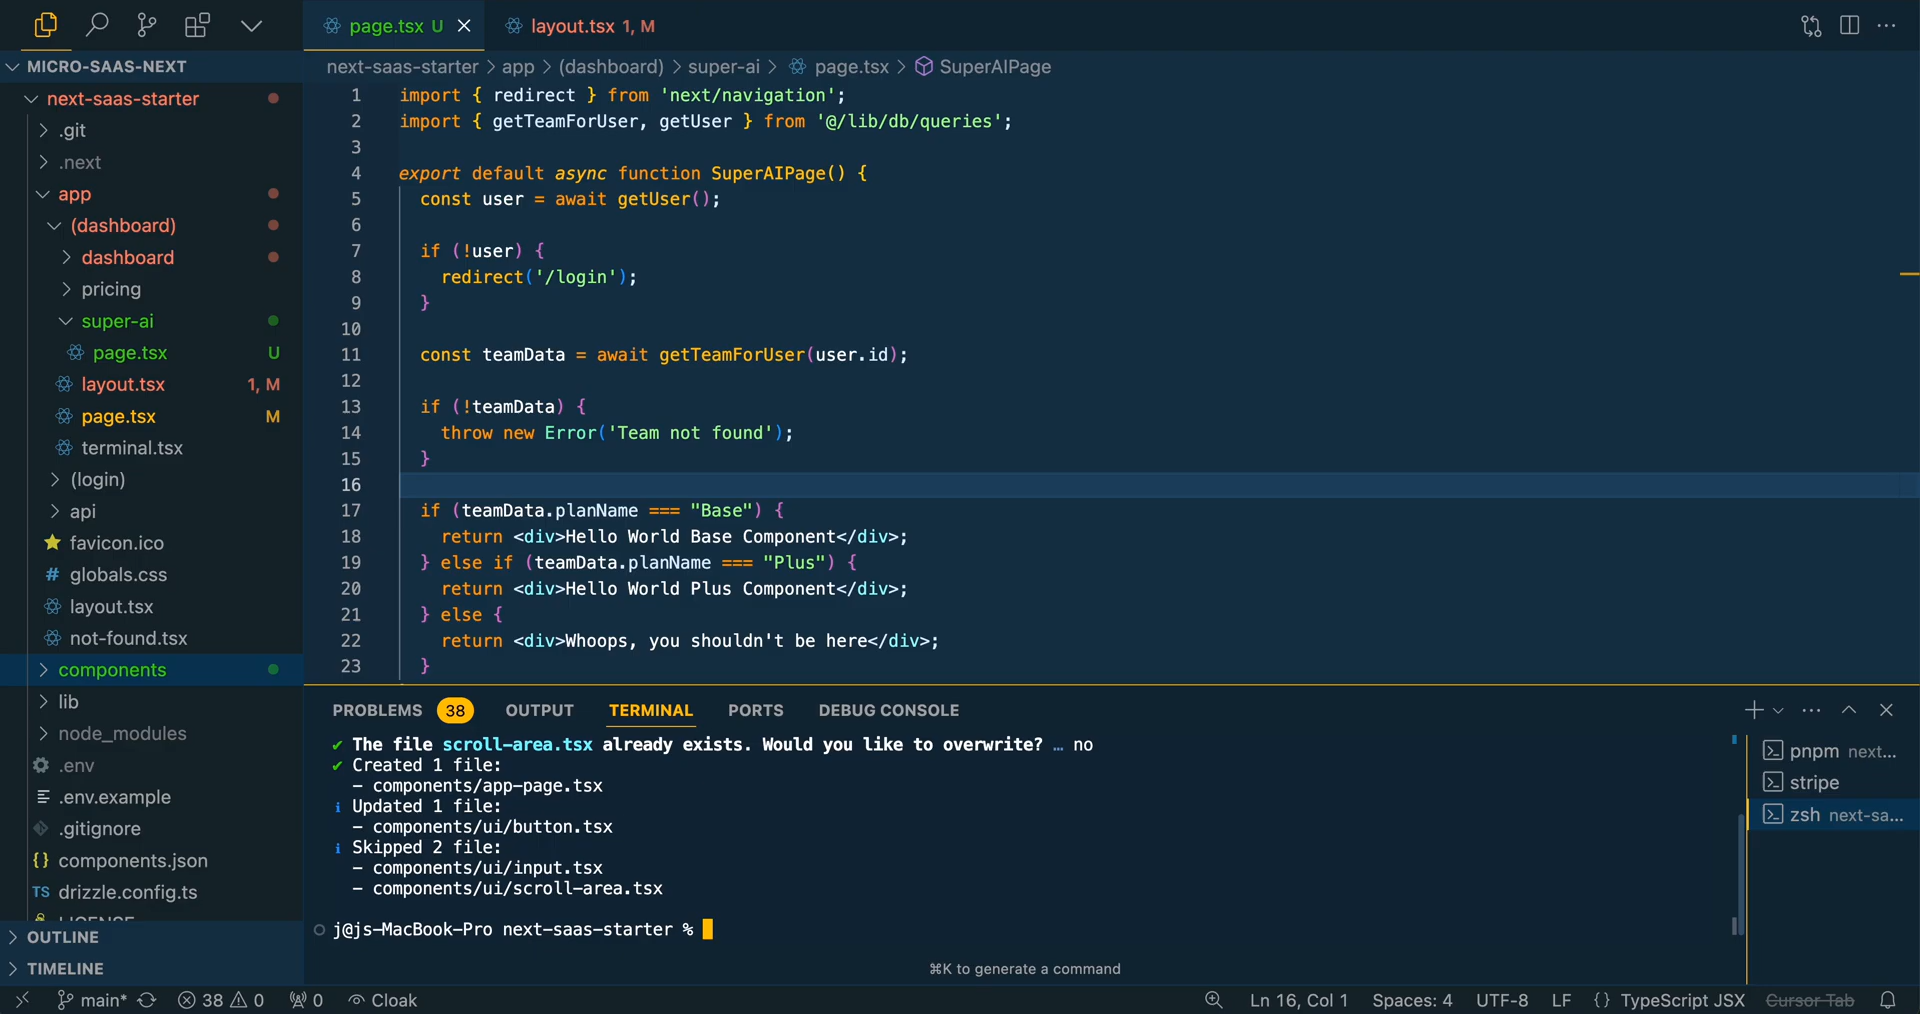 page.tsx U
layout.tsx 1, M
MICRO-SAAS-NEXT
next-saas-starter
.git
.next
app
(dashboard)
dashboard
pricing
super-ai
page.tsx U
layout.tsx 1, M
page.tsx M
terminal.tsx
(login)
api
favicon.ico
globals.css
layout.tsx
not-found.tsx
components
lib
node_modules
.env
.env.example
.gitignore
components.json
drizzle.config.ts
LICENSE
OUTLINE
TIMELINE
next-saas-starter > app > (dashboard) > super-ai > page.tsx > SuperAIPage
1 import { redirect } from 'next/navigation';
2 import { getTeamForUser, getUser } from '@/lib/db/queries';
3
4 export default async function SuperAIPage() {
5 const user = await getUser();
6
7 if (!user) {
8 redirect('/login');
9 }
10
11 const teamData = await getTeamForUser(user.id);
12
13 if (!teamData) {
14 throw new Error('Team not found');
15 }
16
17 if (teamData.planName === "Base") {
18 return <div>Hello World Base Component</div>;
19 } else if (teamData.planName === "Plus") {
20 return <div>Hello World Plus Component</div>;
21 } else {
22 return <div>Whoops, you shouldn't be here</div>;
23 }
PROBLEMS 38 OUTPUT TERMINAL PORTS DEBUG CONSOLE
✔ The file scroll-area.tsx already exists. Would you like to overwrite? … no
✔ Created 1 file:
- components/app-page.tsx
ℹ Updated 1 file:
- components/ui/button.tsx
ℹ Skipped 2 file:
- components/ui/input.tsx
- components/ui/scroll-area.tsx
j@js-MacBook-Pro next-saas-starter %
⌘K to generate a command
pnpm next...
stripe
zsh next-sa...
main* 38 0 0 Cloak
Ln 16, Col 1 Spaces: 4 UTF-8 LF {} TypeScript JSX Cursor Tab